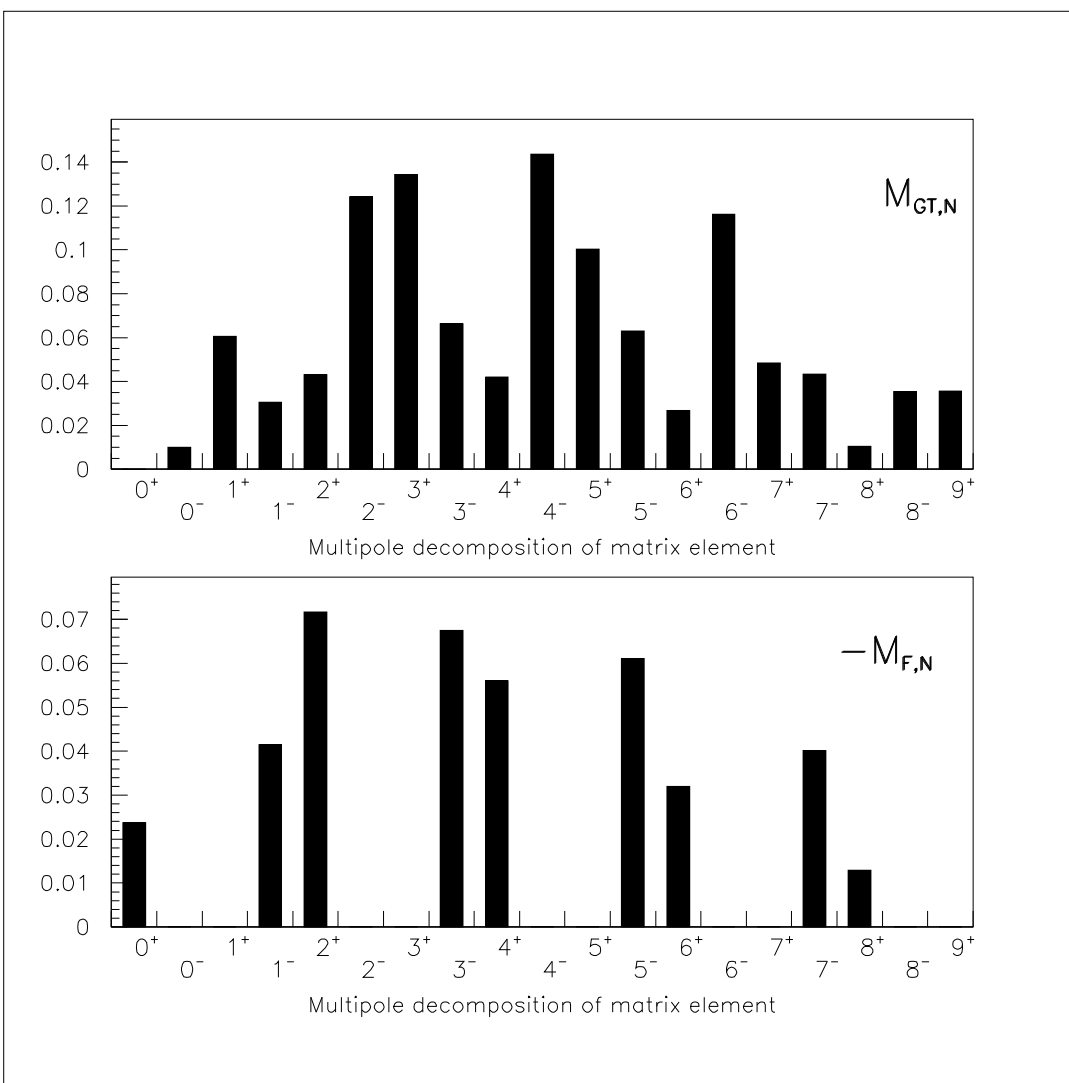 M_GT,N
0.14
0.12
0.1
0.08
0.06
0.04
0.02
0
0⁺ 1⁺ 2⁺ 3⁺ 4⁺ 5⁺ 6⁺ 7⁺ 8⁺ 9⁺
0⁻ 1⁻ 2⁻ 3⁻ 4⁻ 5⁻ 6⁻ 7⁻ 8⁻
Multipole decomposition of matrix element
−M_F,N
0.07
0.06
0.05
0.04
0.03
0.02
0.01
0
0⁺ 1⁺ 2⁺ 3⁺ 4⁺ 5⁺ 6⁺ 7⁺ 8⁺ 9⁺
0⁻ 1⁻ 2⁻ 3⁻ 4⁻ 5⁻ 6⁻ 7⁻ 8⁻
Multipole decomposition of matrix element